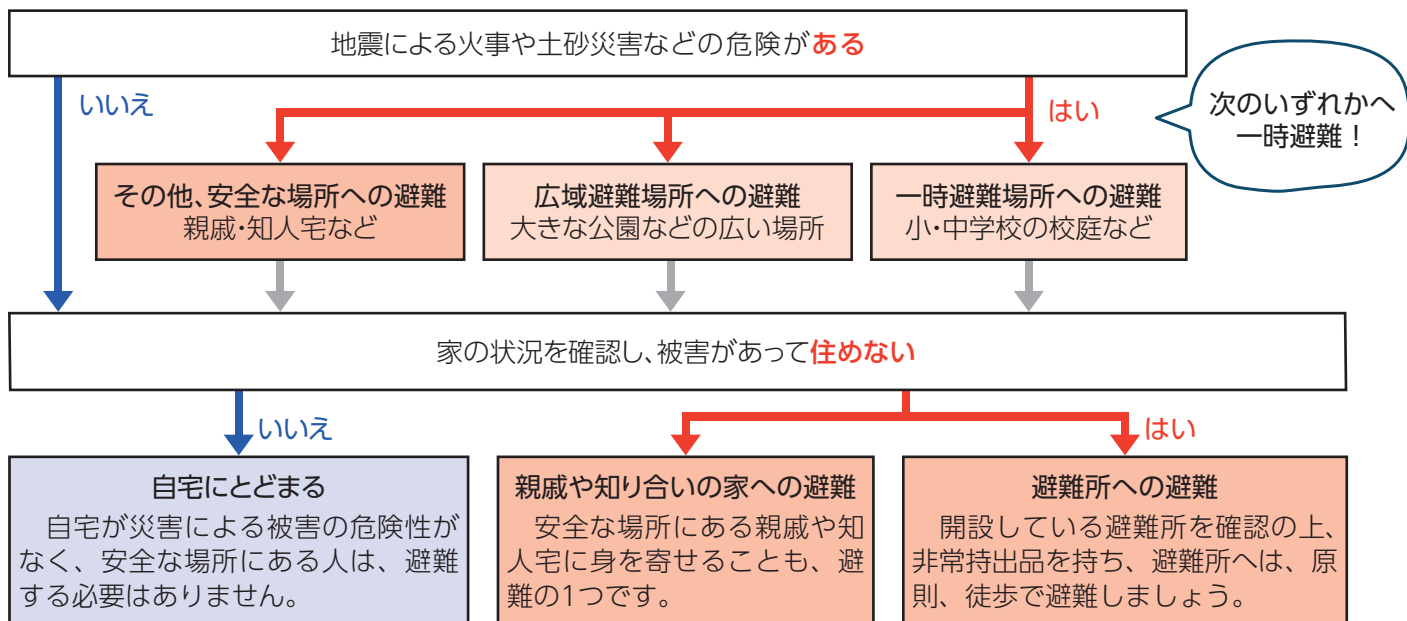 地震による火事や土砂災害などの危険がある
いいえ
はい
次のいずれかへ
一時避難！
その他、安全な場所への避難
親戚・知人宅など
広域避難場所への避難
大きな公園などの広い場所
一時避難場所への避難
小・中学校の校庭など
家の状況を確認し、被害があって住めない
いいえ
はい
自宅にとどまる
自宅が災害による被害の危険性が
なく、安全な場所にある人は、避難
する必要はありません。
親戚や知り合いの家への避難
安全な場所にある親戚や知
人宅に身を寄せることも、避
難の1つです。
避難所への避難
開設している避難所を確認の上、
非常持出品を持ち、避難所へは、原
則、徒歩で避難しましょう。